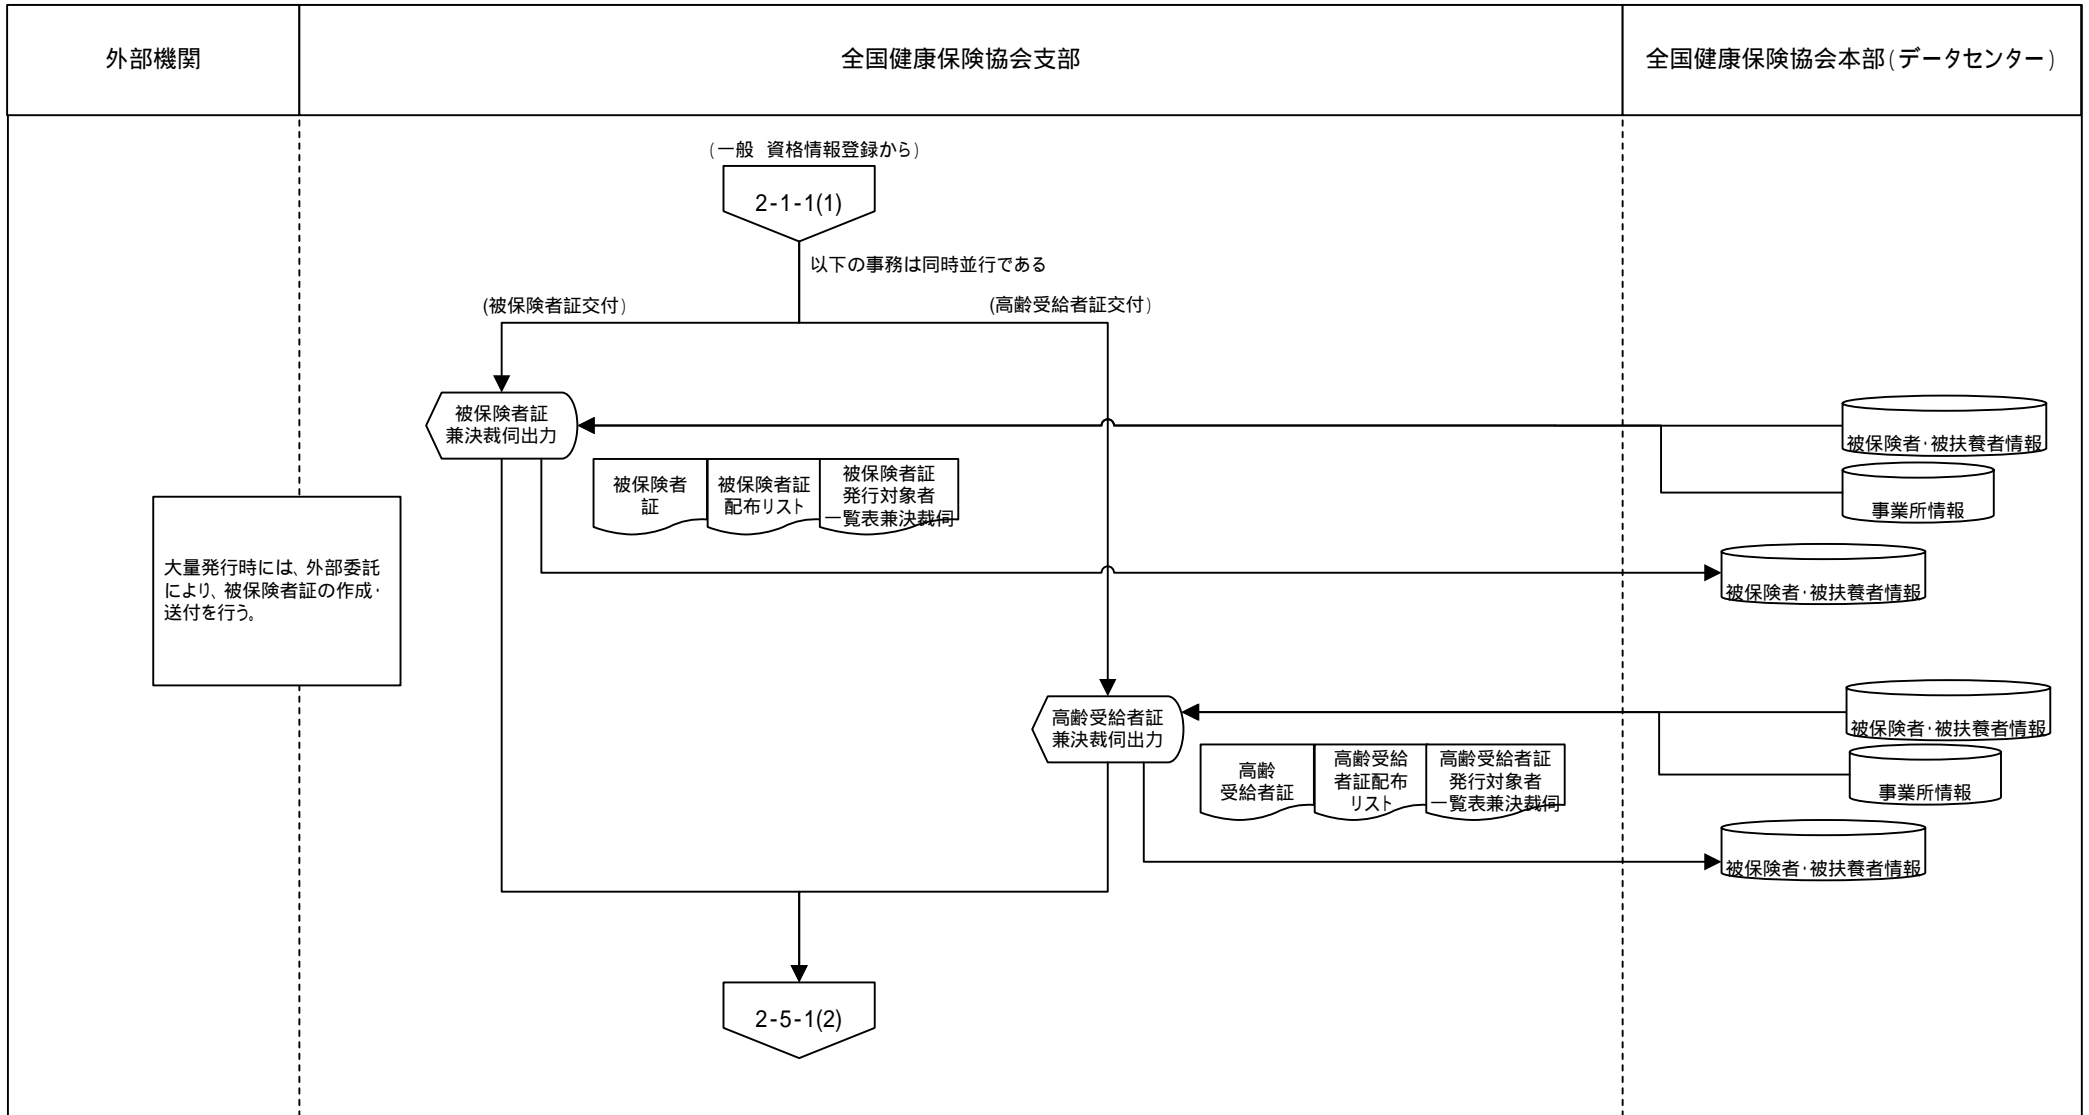 外部機関
全国健康保険協会支部
全国健康保険協会本部(データセンター)
(一般 資格情報登録から)
2-1-1(1)
以下の事務は同時並行である
(被保険者証交付)
(高齢受給者証交付)
被保険者証
兼決裁伺出力
被保険者・被扶養者情報
事業所情報
被保険者
証
被保険者証
配布リスト
被保険者証
発行対象者
一覧表兼決裁伺
大量発行時には、外部委託
により、被保険者証の作成・
送付を行う。
被保険者・被扶養者情報
高齢受給者証
兼決裁伺出力
被保険者・被扶養者情報
事業所情報
高齢
受給者証
高齢受給
者証配布
リスト
高齢受給者証
発行対象者
一覧表兼決裁伺
被保険者・被扶養者情報
2-5-1(2)